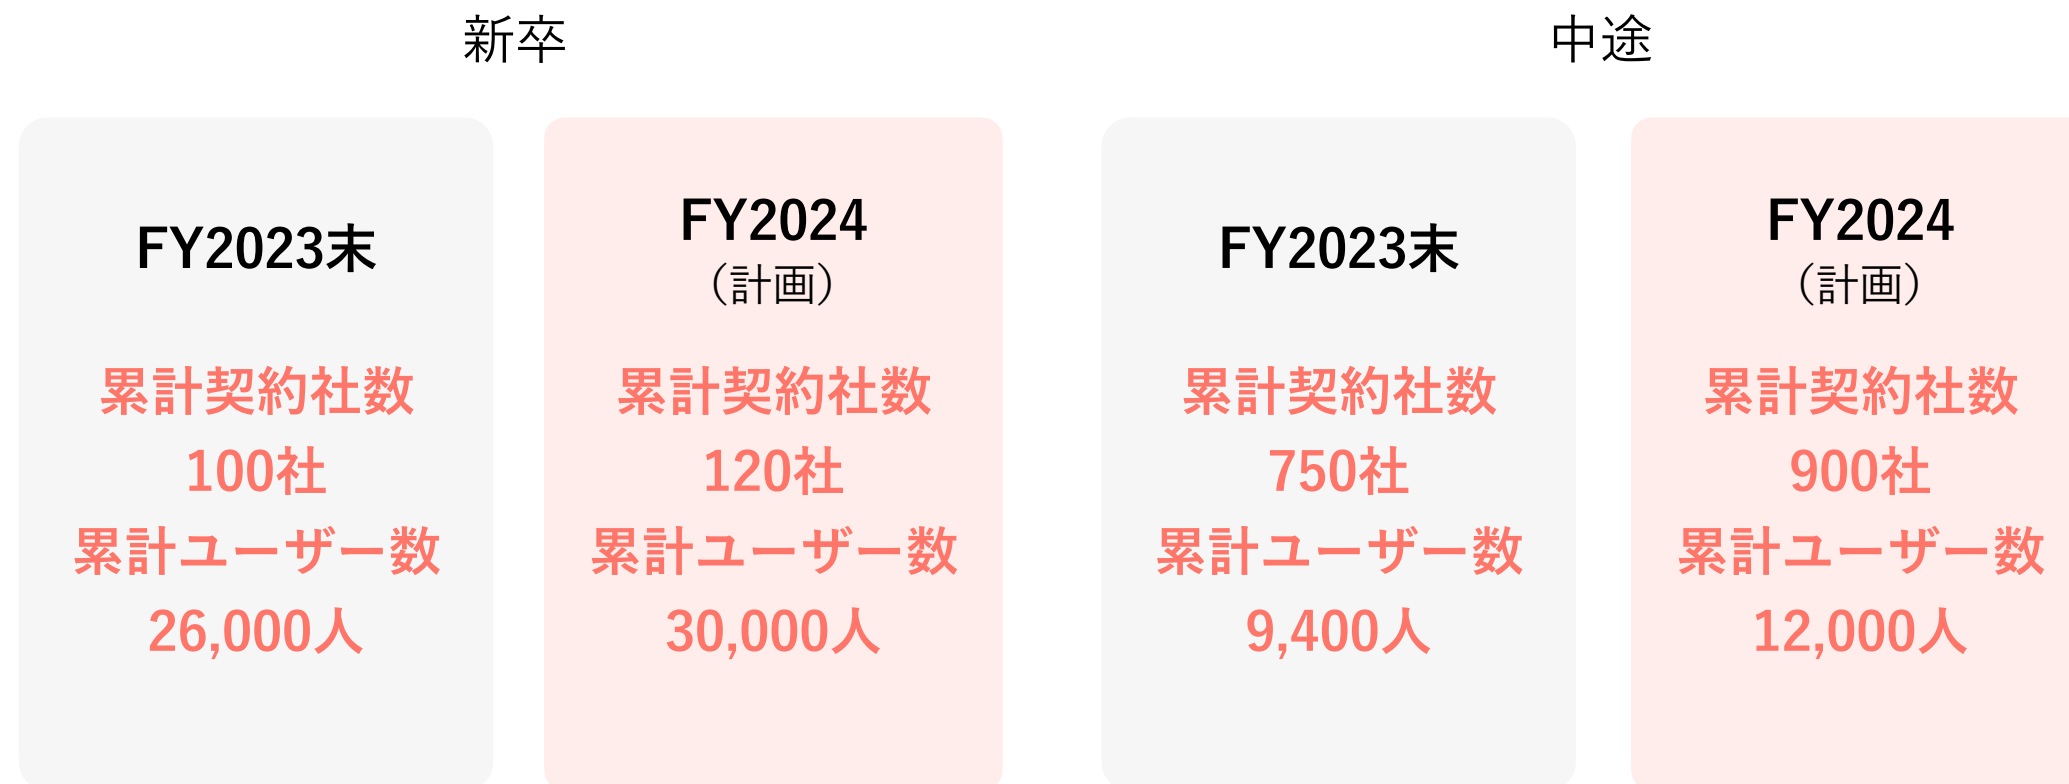 新卒
FY2023末
累計契約社数
100社
累計ユーザー数
26,000人
FY2024
（計画）
累計契約社数
120社
累計ユーザー数
30,000人
中途
FY2023末
累計契約社数
750社
累計ユーザー数
9,400人
FY2024
（計画）
累計契約社数
900社
累計ユーザー数
12,000人